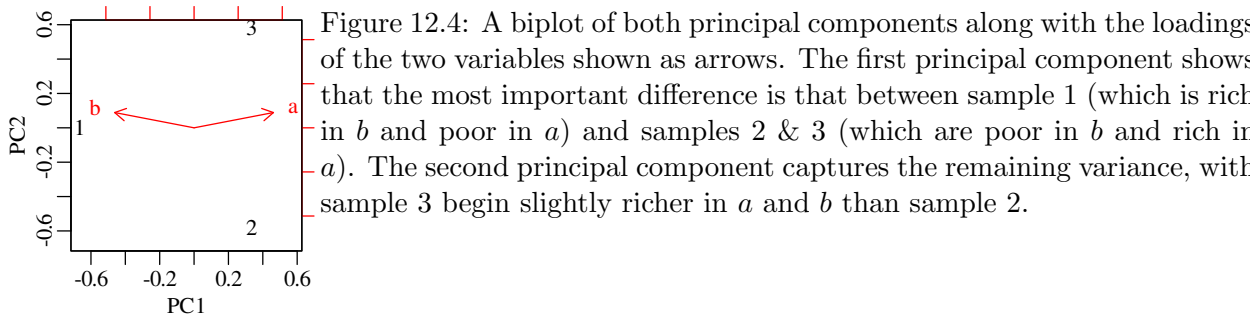 Figure 12.4: A biplot of both principal components along with the loadings
of the two variables shown as arrows. The first principal component shows
that the most important difference is that between sample 1 (which is rich
in b and poor in a) and samples 2 & 3 (which are poor in b and rich in
a). The second principal component captures the remaining variance, with
sample 3 begin slightly richer in a and b than sample 2.
0.6
0.2
-0.2
-0.6
PC2
3
b
a
1
2
-0.6
-0.2
0.2
0.6
PC1